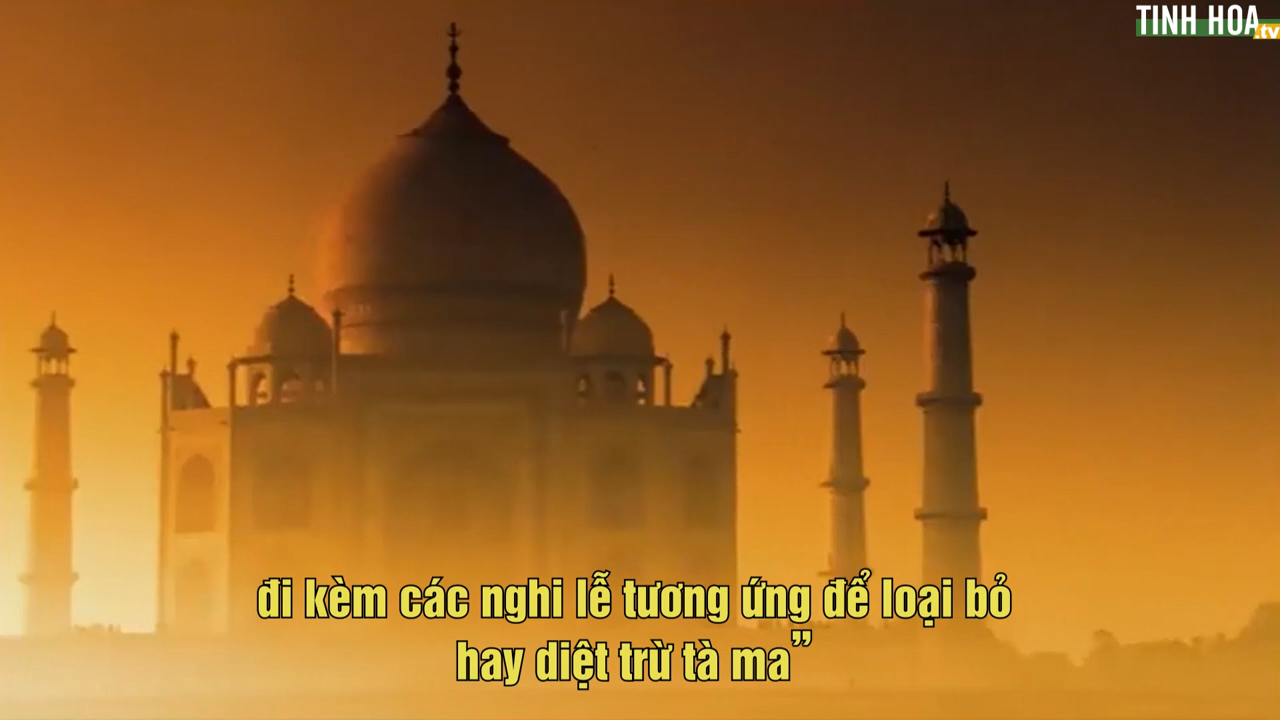 TINH HOA
.tv
đi kèm các nghi lễ tương ứng để loại bỏ
hay diệt trừ tà ma”